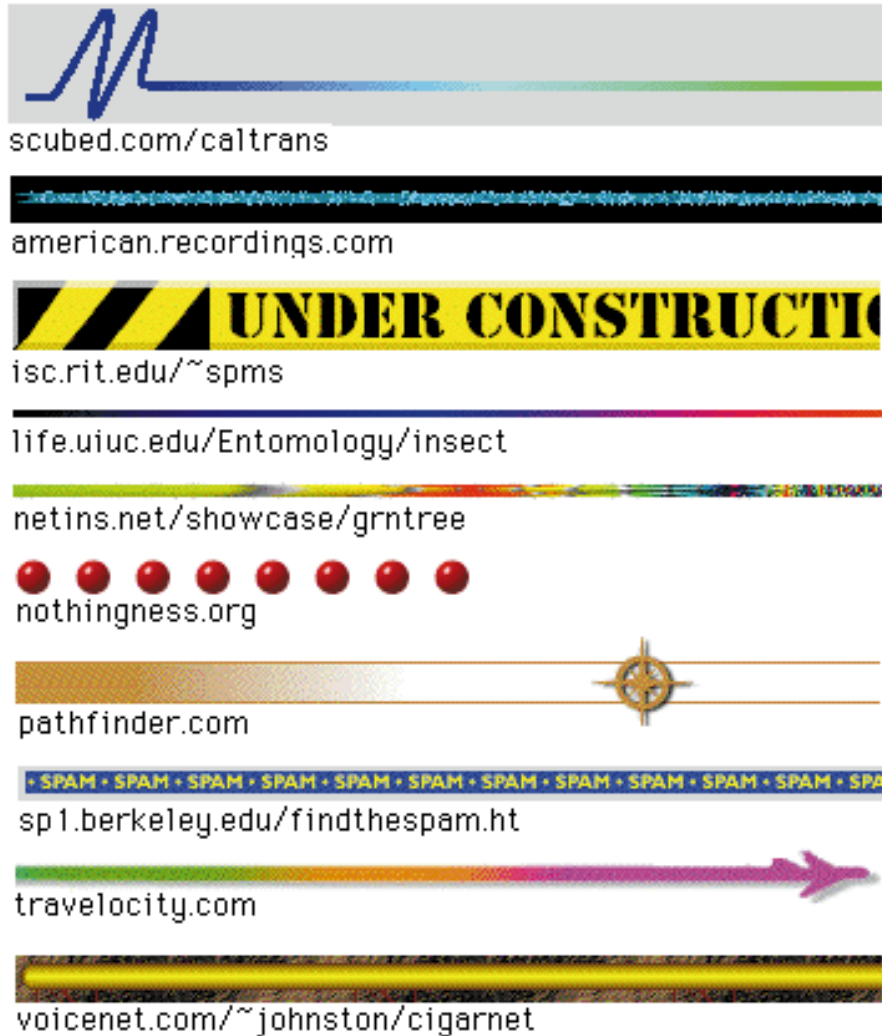 scubed.com/caltrans
american.recordings.com
UNDER CONSTRUCTIO
isc.rit.edu/~spms
life.uiuc.edu/Entomology/insect
netins.net/showcase/grntree
nothingness.org
pathfinder.com
• SPAM • SPAM • SPAM • SPAM • SPAM • SPAM • SPAM • SPAM • SPAM • SPAM • SPAM • SPA
sp1.berkeley.edu/findthespam.ht
travelocity.com
voicenet.com/~johnston/cigarnet